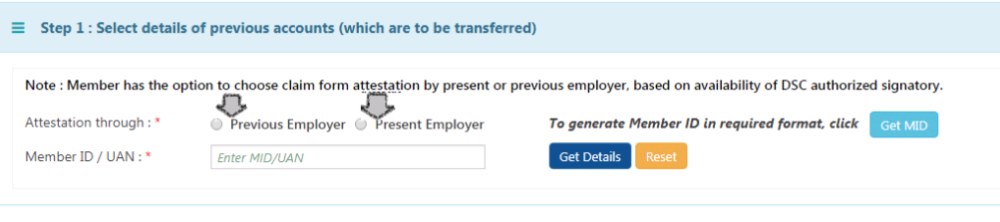 Step 1 : Select details of previous accounts (which are to be transferred)
Note : Member has the option to choose claim form attestation by present or previous employer, based on availability of DSC authorized signatory.
Attestation through : * Previous Employer Present Employer To generate Member ID in required format, click Get MID
Member ID / UAN : * Enter MID/UAN Get Details Reset